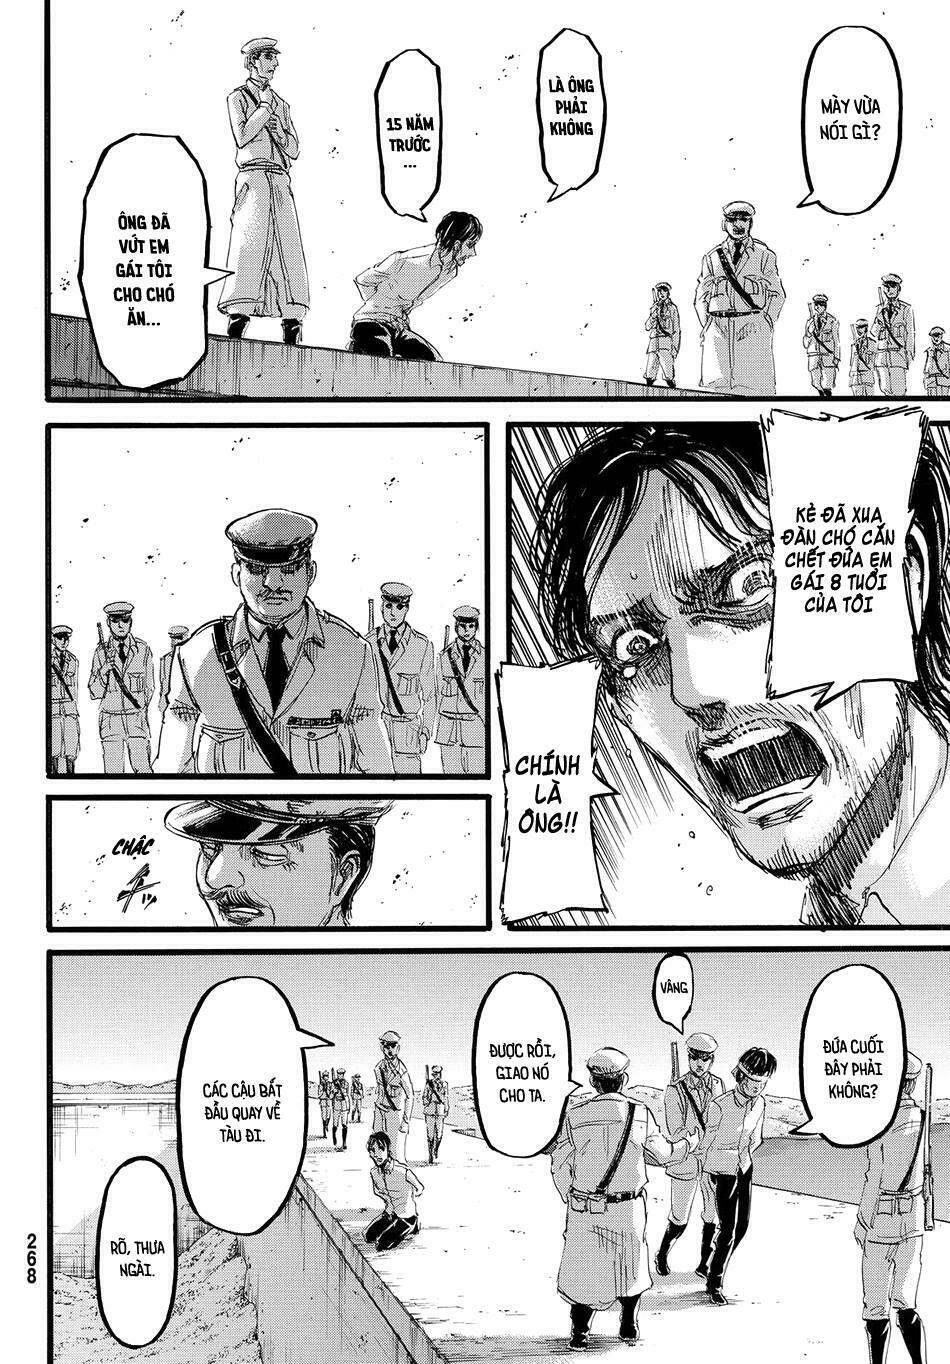 MÀY VỪA
NÓI GÌ?
LÀ ÔNG
PHẢI
KHÔNG
15 NĂM
TRƯỚC
...
ÔNG ĐÃ
VỨT EM
GÁI TÔI
CHO CHÓ
ĂN...
KẺ ĐÃ XUA
ĐÀN CHÓ CẮN
CHẾT ĐỨA EM
GÁI 8 TUỔI
CỦA TÔI
CHÍNH
LÀ
ÔNG!!
CHẬC
ĐỨA CUỐI
ĐÂY PHẢI
KHÔNG?
VÂNG
ĐƯỢC RỒI,
GIAO NÓ
CHO TA.
CÁC CẬU BẮT
ĐẦU QUAY VỀ
TÀU ĐI.
RÕ, THƯA
NGÀI.
268